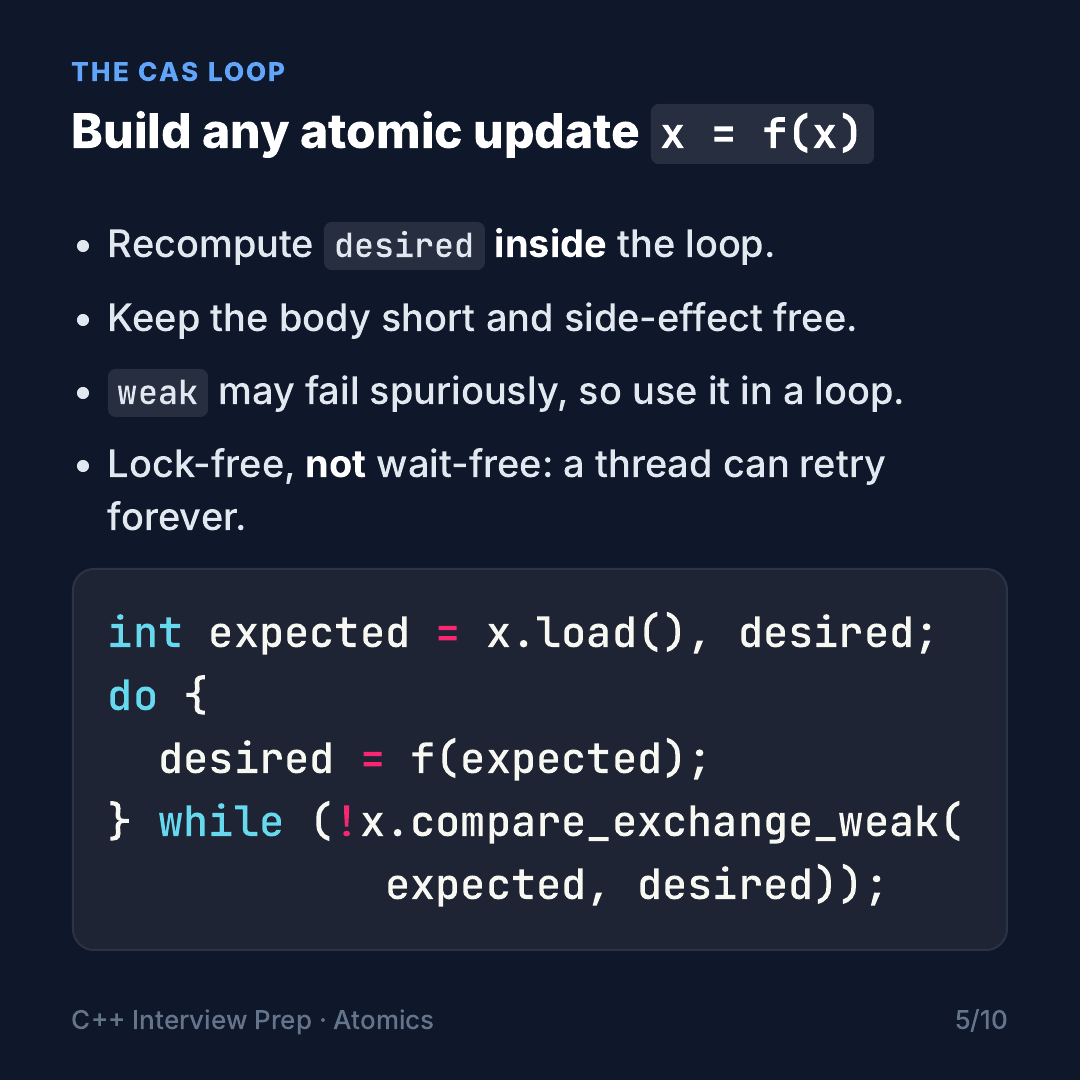 THE CAS LOOP
Build any atomic update x = f(x)
• Recompute desired inside the loop.
• Keep the body short and side-effect free.
• weak may fail spuriously, so use it in a loop.
• Lock-free, not wait-free: a thread can retry
forever.
int expected = x.load(), desired;
do {
  desired = f(expected);
} while (!x.compare_exchange_weak(
           expected, desired));
C++ Interview Prep · Atomics
5/10